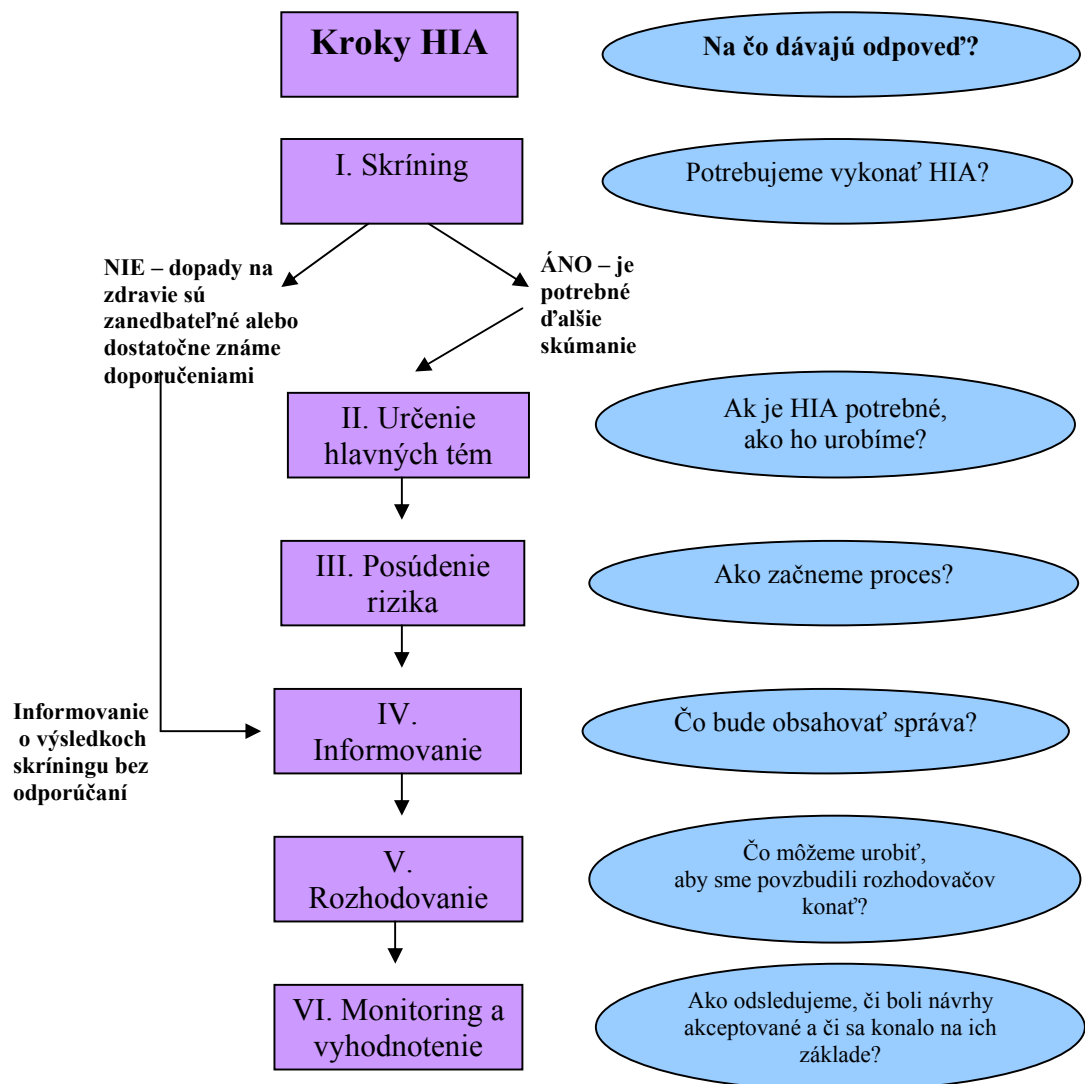 Kroky HIA
Na čo dávajú odpoveď?
I. Skríning
Potrebujeme vykonať HIA?
NIE – dopady na
zdravie sú
zanedbateľné alebo
dostatočne známe
doporučeniami
ÁNO – je
potrebné
ďalšie
skúmanie
II. Určenie
hlavných tém
Ak je HIA potrebné,
ako ho urobíme?
III. Posúdenie
rizika
Ako začneme proces?
Informovanie
o výsledkoch
skríningu bez
odporúčaní
IV.
Informovanie
Čo bude obsahovať správa?
V.
Rozhodovanie
Čo môžeme urobiť,
aby sme povzbudili rozhodovačov
konať?
VI. Monitoring a
vyhodnotenie
Ako odsledujeme, či boli návrhy
akceptované a či sa konalo na ich
základe?